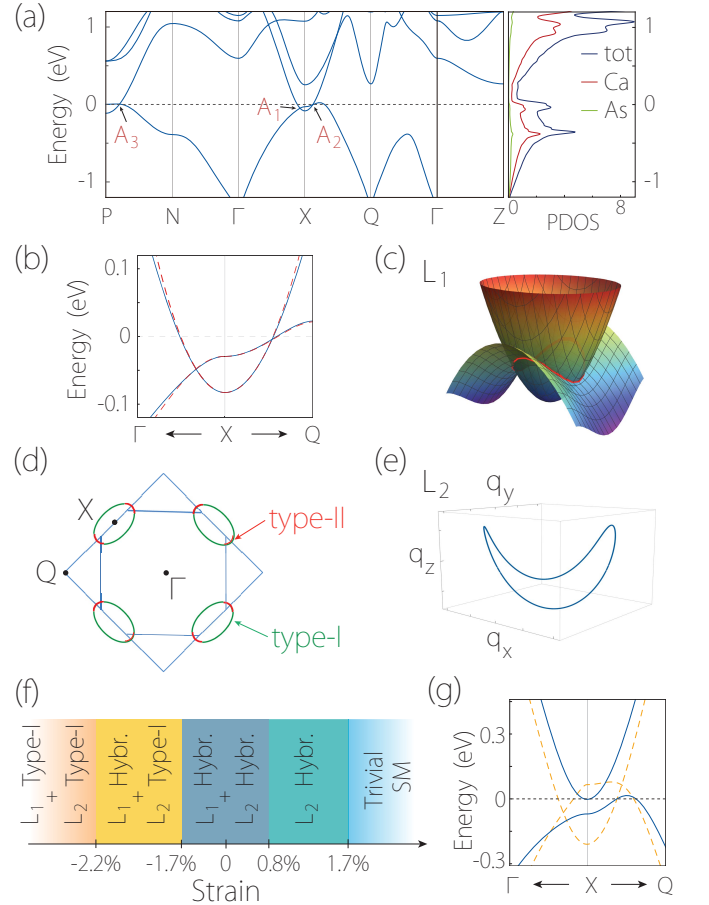 (a)
Energy (eV)
1
0
-1
A₁
A₂
A₃
P N Γ X Q Γ Z
tot
Ca
As
1
0
-1
0 8
PDOS
(b)
Energy (eV)
0.1
0
-0.1
Γ ← X → Q
(c)
L₁
(d)
X
Q
Γ
type-II
type-I
(e)
L₂
q_y
q_z
q_x
(f)
L₁ Type-I
+
L₂ Type-I
L₁ Hybr.
+
L₂ Type-I
L₁ Hybr.
+
L₂ Hybr.
L₂ Hybr.
Trivial
SM
-2.2% -1.7% 0 0.8% 1.7%
Strain
(g)
Energy (eV)
0.3
0
-0.3
Γ ← X → Q